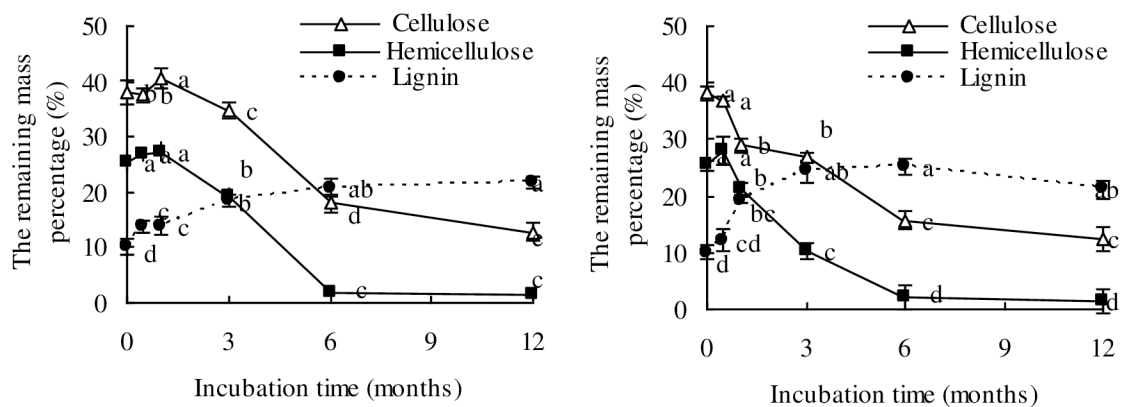 50
40
30
20
10
0
The remaining mass
percentage (%)
Cellulose
Hemicellulose
Lignin
b b a
c
a a a
b
c
c
b
d
ab
d
c
a
c
c
0 3 6 9 12
Incubation time (months)
50
40
30
20
10
0
The remaining mass
percentage (%)
Cellulose
Hemicellulose
Lignin
a
a
b
b
a
b
ab
a
bc
cd
d
c
c
d
ab
c
d
0 3 6 9 12
Incubation time (months)